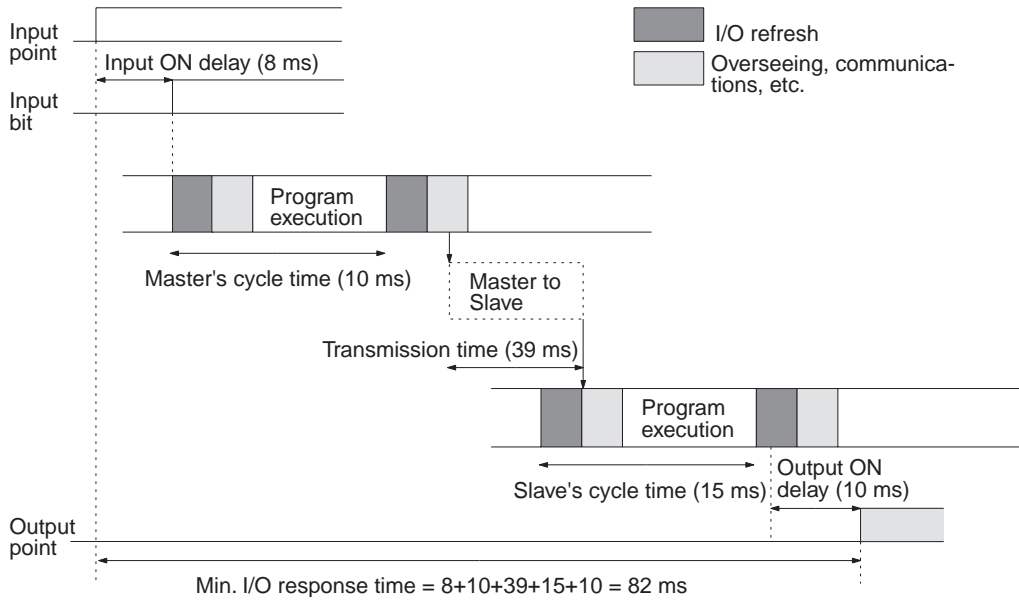 Input
point
I/O refresh
Input ON delay (8 ms)
Overseeing, communica-
tions, etc.
Input
bit
Program
execution
Master's cycle time (10 ms)
Master to
Slave
Transmission time (39 ms)
Program
execution
Slave's cycle time (15 ms)
Output ON
delay (10 ms)
Output
point
Min. I/O response time = 8+10+39+15+10 = 82 ms